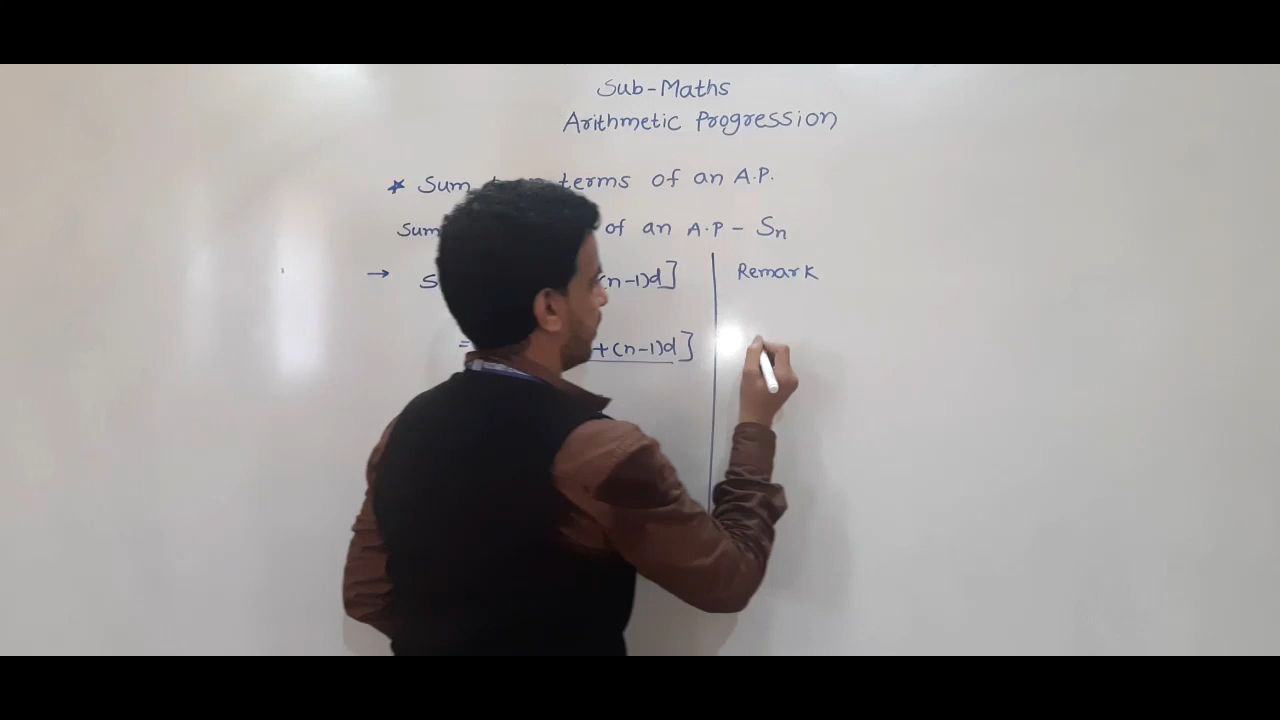 Sub-Maths
Arithmetic Progression
* Sum terms of an A.P.
Sum of an A.P - Sn
→ S (n-1)d] Remark
= +(n-1)d]